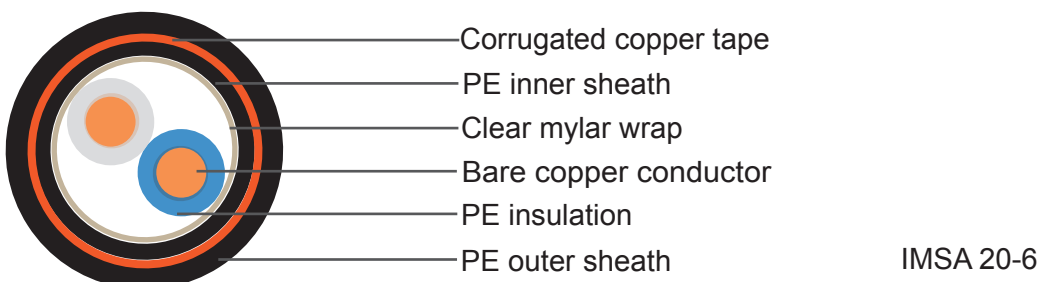 Corrugated copper tape
PE inner sheath
Clear mylar wrap
Bare copper conductor
PE insulation
PE outer sheath
IMSA 20-6